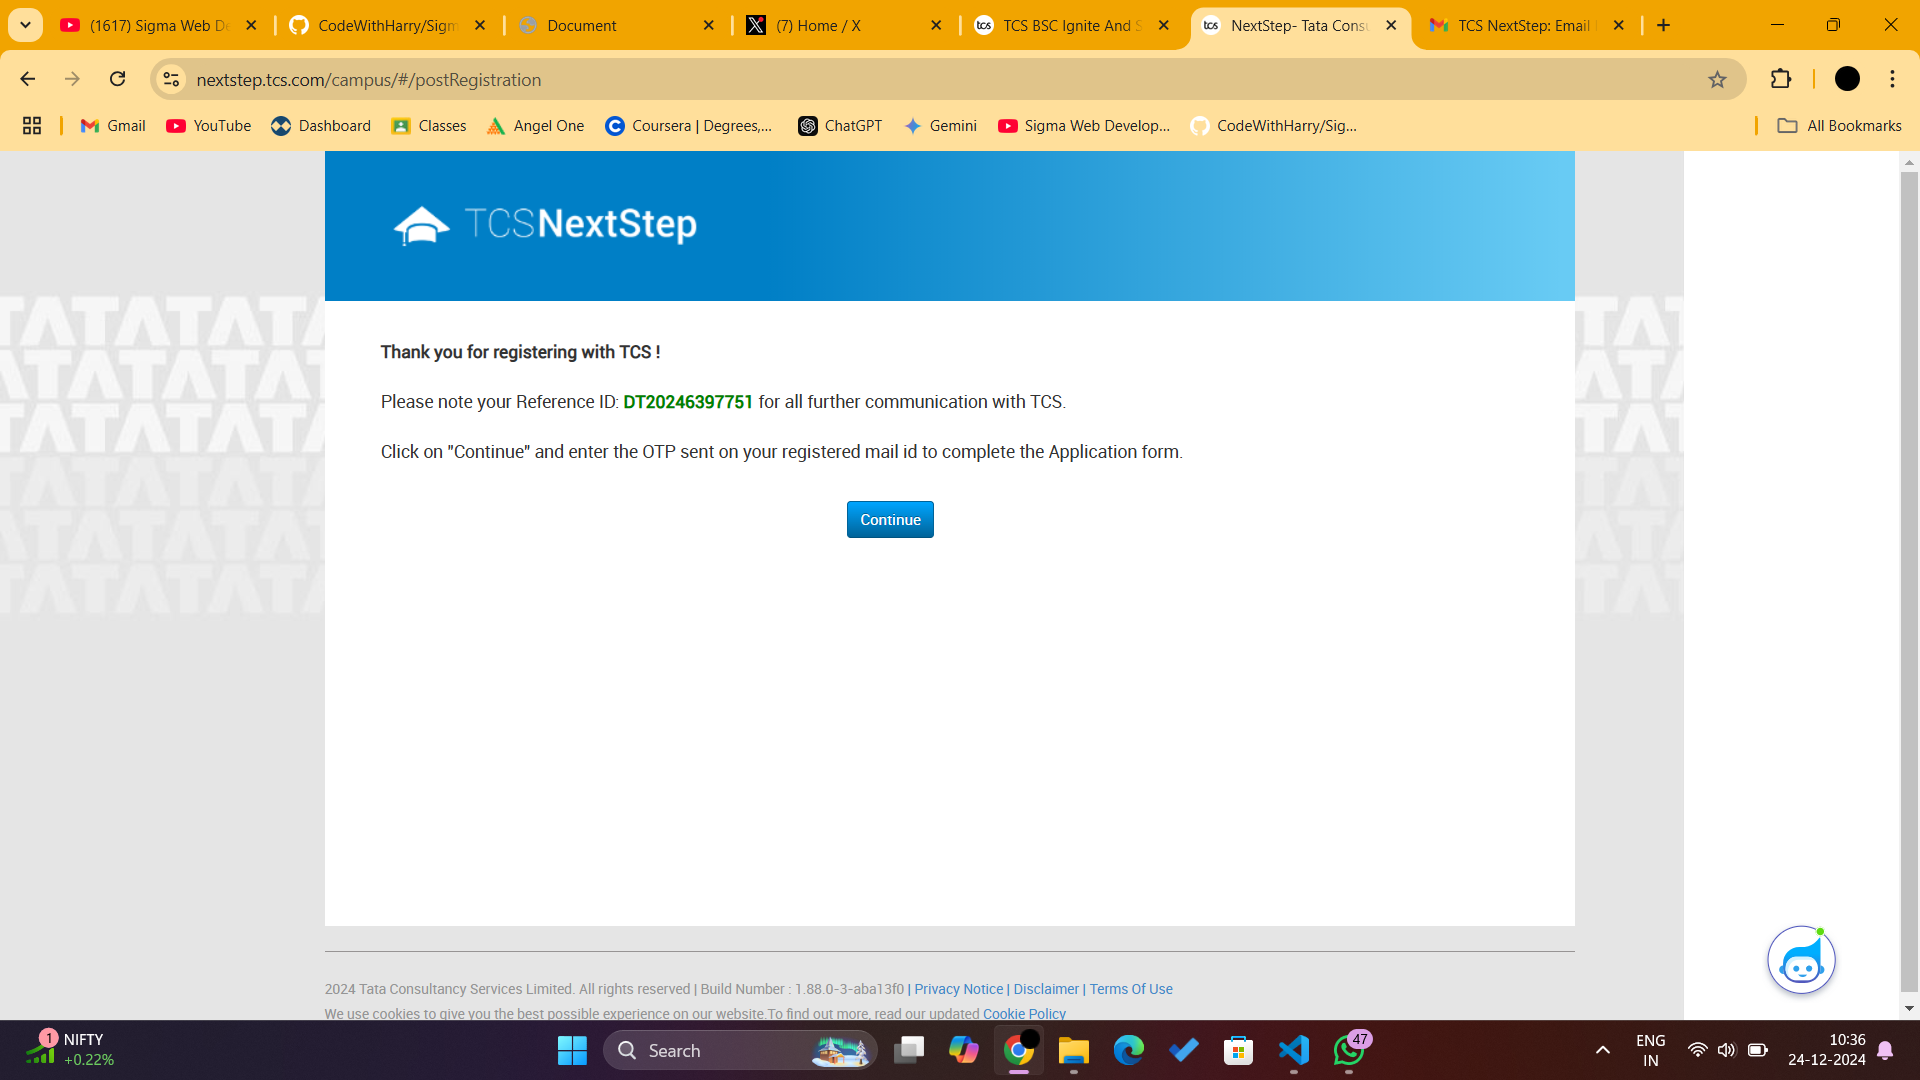 (1617) Sigma Web De
CodeWithHarry/Sigm
Document
(7) Home / X
TCS BSC Ignite And S
NextStep- Tata Consu
TCS NextStep: Email
nextstep.tcs.com/campus/#/postRegistration
Gmail
YouTube
Dashboard
Classes
Angel One
Coursera | Degrees,...
ChatGPT
Gemini
Sigma Web Develop...
CodeWithHarry/Sig...
All Bookmarks
TCSNextStep
Thank you for registering with TCS !
Please note your Reference ID: DT20246397751 for all further communication with TCS.
Click on "Continue" and enter the OTP sent on your registered mail id to complete the Application form.
Continue
2024 Tata Consultancy Services Limited. All rights reserved | Build Number : 1.88.0-3-aba13f0 | Privacy Notice | Disclaimer | Terms Of Use
We use cookies to give you the best possible experience on our website.To find out more, read our updated Cookie Policy
1
NIFTY
+0.22%
Search
47
ENG
IN
10:36
24-12-2024